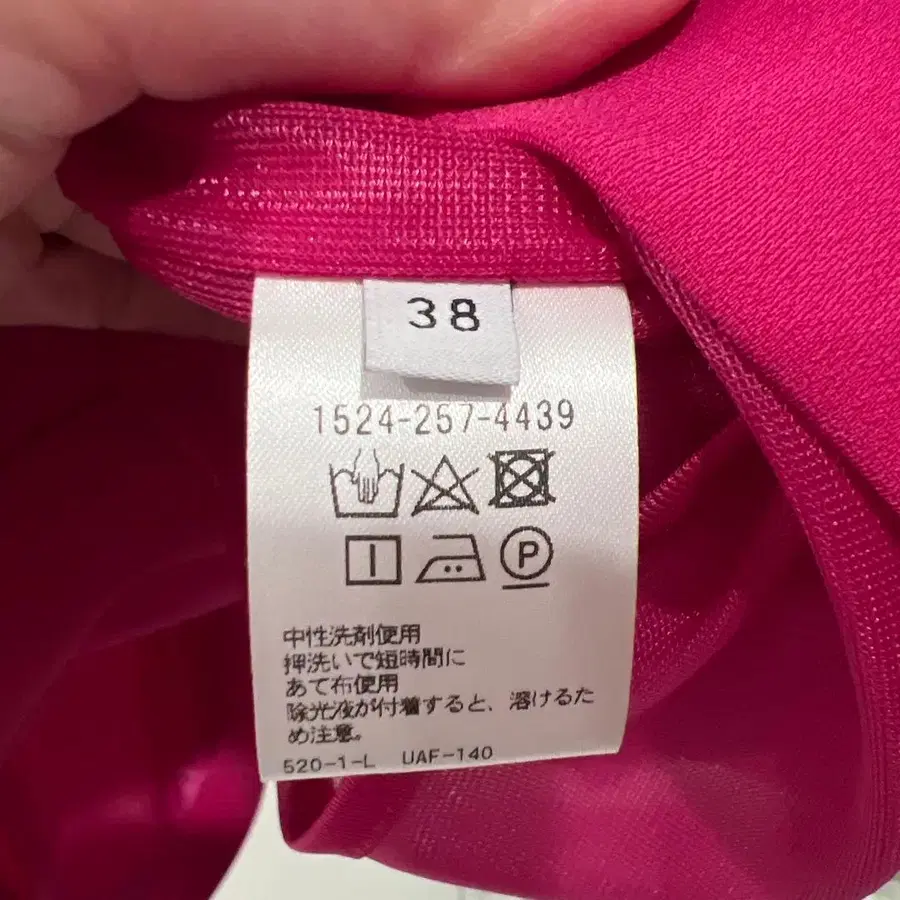 38
1524-257-4439
P
中性洗剤使用
押洗いで短時間に
あて布使用
除光液が付着すると、溶けるた
め注意。
520-1-L UAF-140